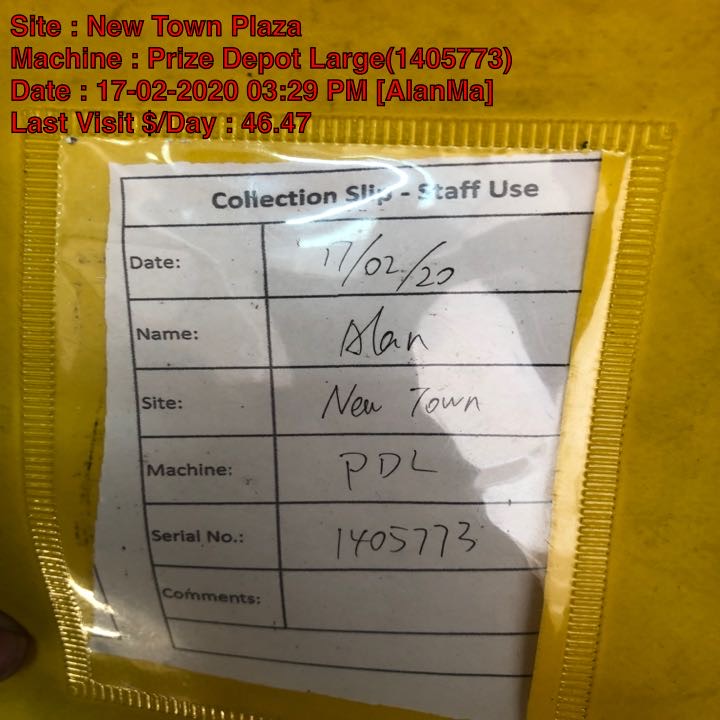 Site : New Town Plaza
Machine : Prize Depot Large(1405773)
Date : 17-02-2020 03:29 PM [AlanMa]
Last Visit $/Day : 46.47
Collection Slip - Staff Use
Date: 17/02/20
Name: Alan
Site: New Town
Machine: PDL
Serial No.: 1405773
Comments: